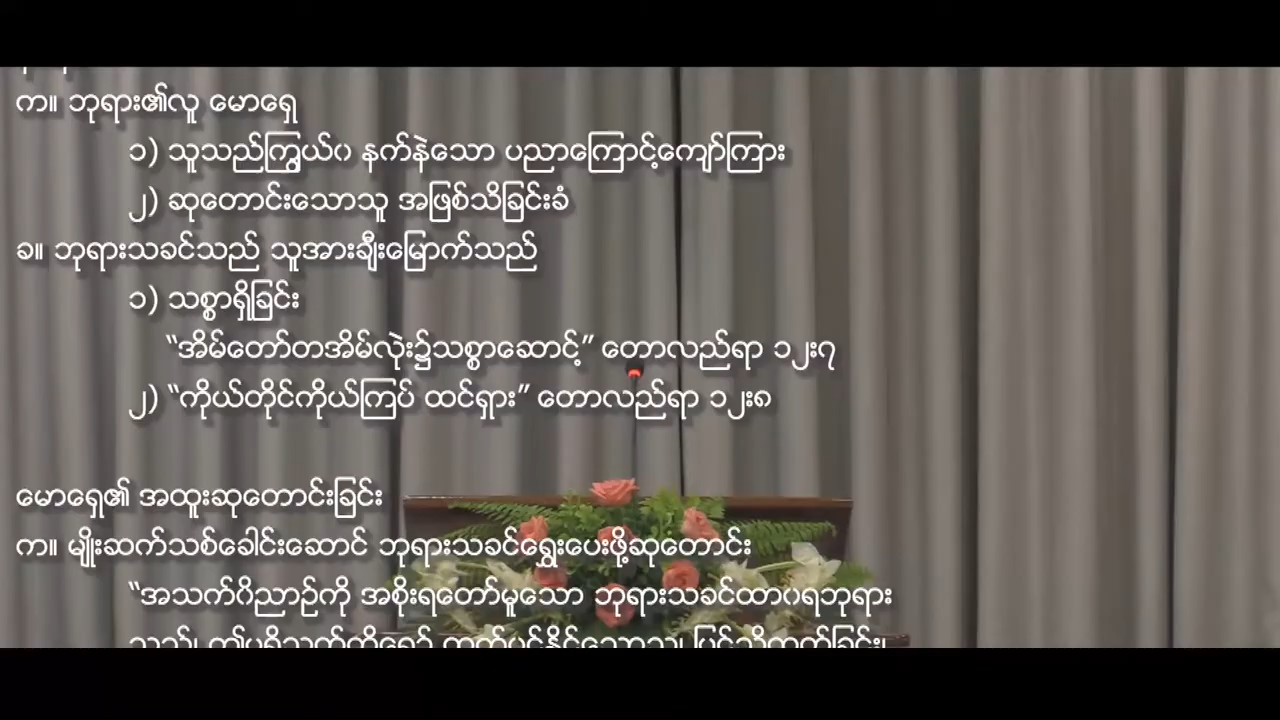 က။ ဘုရား၏လူ မောရှေ
၁) သူသည်ကြွယ်ဝ နက်နဲသော ပညာကြောင့်ကျော်ကြား
၂) ဆုတောင်းသောသူ အဖြစ်သိခြင်းခံ
ခ။ ဘုရားသခင်သည် သူအားချီးမြှောက်သည်
၁) သစ္စာရှိခြင်း
“အိမ်တော်တအိမ်လုံး၌သစ္စာဆောင့်” တောလည်ရာ ၁၂း၇
၂) “ကိုယ်တိုင်ကိုယ်ကြပ် ထင်ရှား” တောလည်ရာ ၁၂း၈
မောရှေ၏ အထူးဆုတောင်းခြင်း
က။ မျိုးဆက်သစ်ခေါင်းဆောင် ဘုရားသခင်ရွှေးပေးဖို့ဆုတောင်း
“အသက်ဝိညာဉ်ကို အစိုးရတော်မူသော ဘုရားသခင်ထာဝရဘုရား